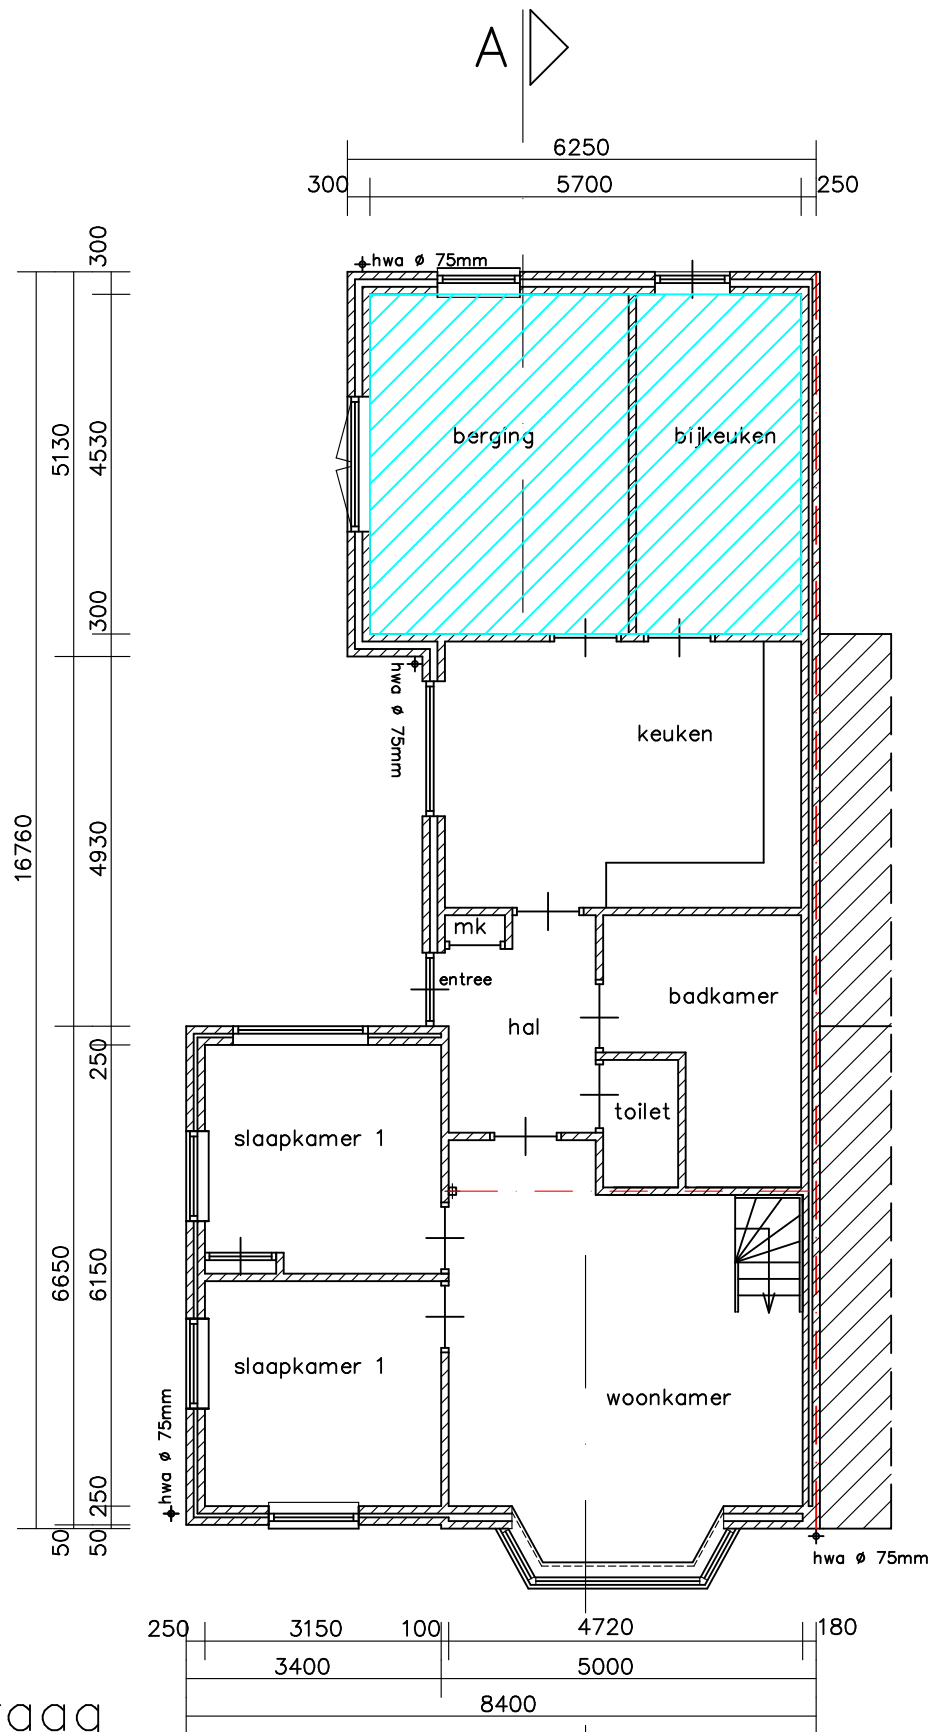 A
6250
300 5700 250
hwa ø 75mm
300
5130
4530
berging
bijkeuken
300
hwa ø 75mm
keuken
16760
4930
mk
entree
badkamer
hal
250
toilet
slaapkamer 1
6650
6150
slaapkamer 1
woonkamer
hwa ø 75mm
250
50
50
hwa ø 75mm
250 3150 100 4720 180
3400 5000
8400